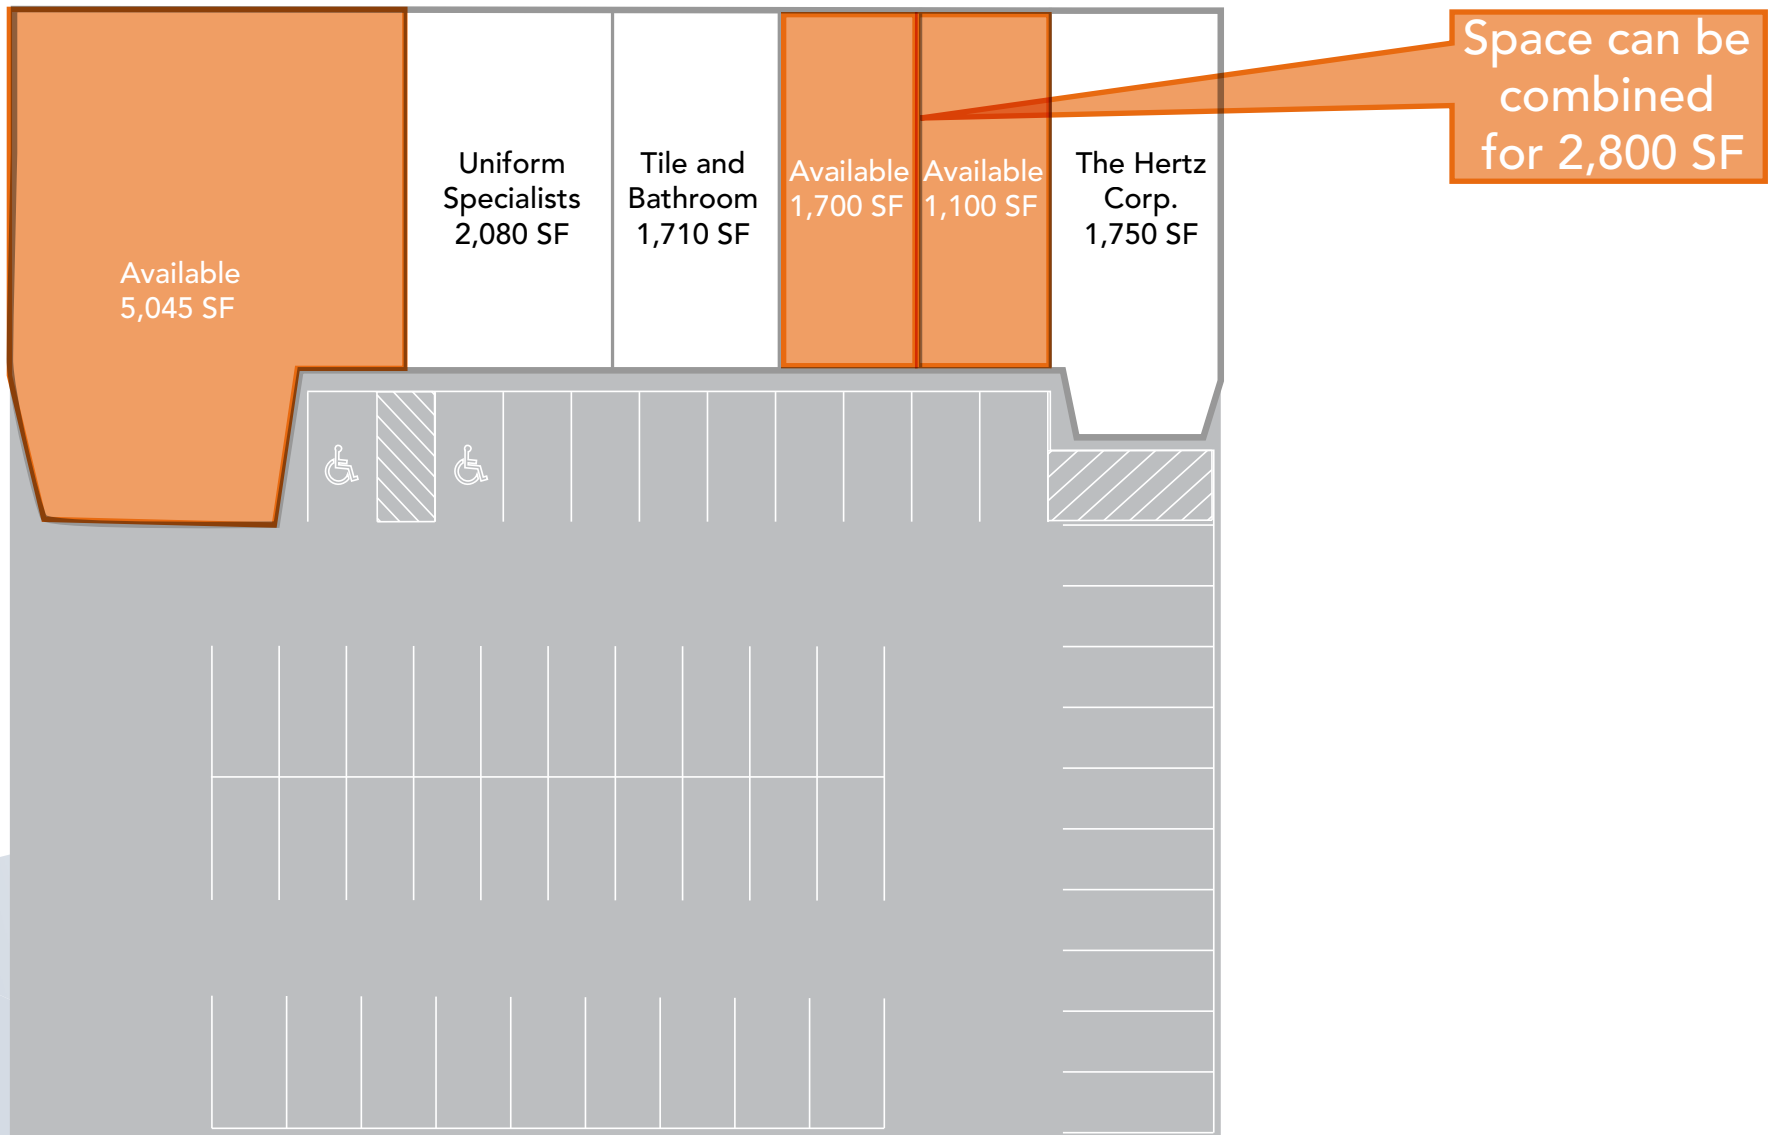 Space can be
combined
for 2,800 SF
Uniform
Specialists
2,080 SF
Tile and
Bathroom
1,710 SF
Available
1,700 SF
Available
1,100 SF
The Hertz
Corp.
1,750 SF
Available
5,045 SF